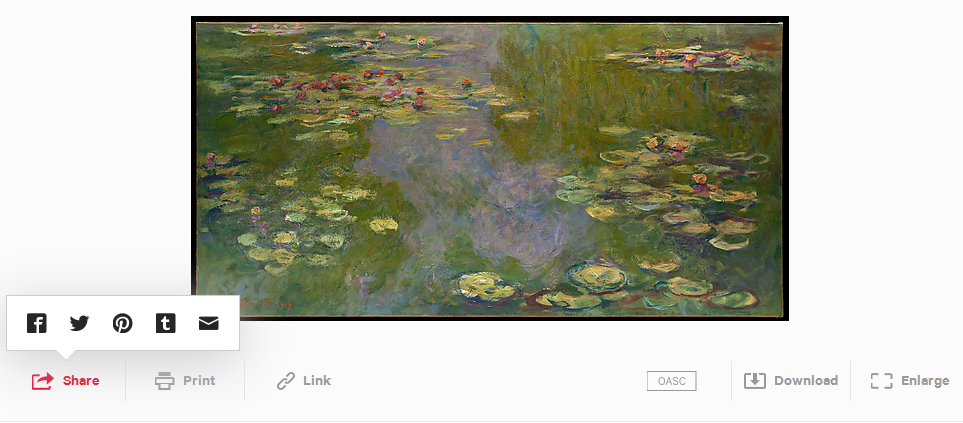 Share
Print
Link
OASC
Download
Enlarge